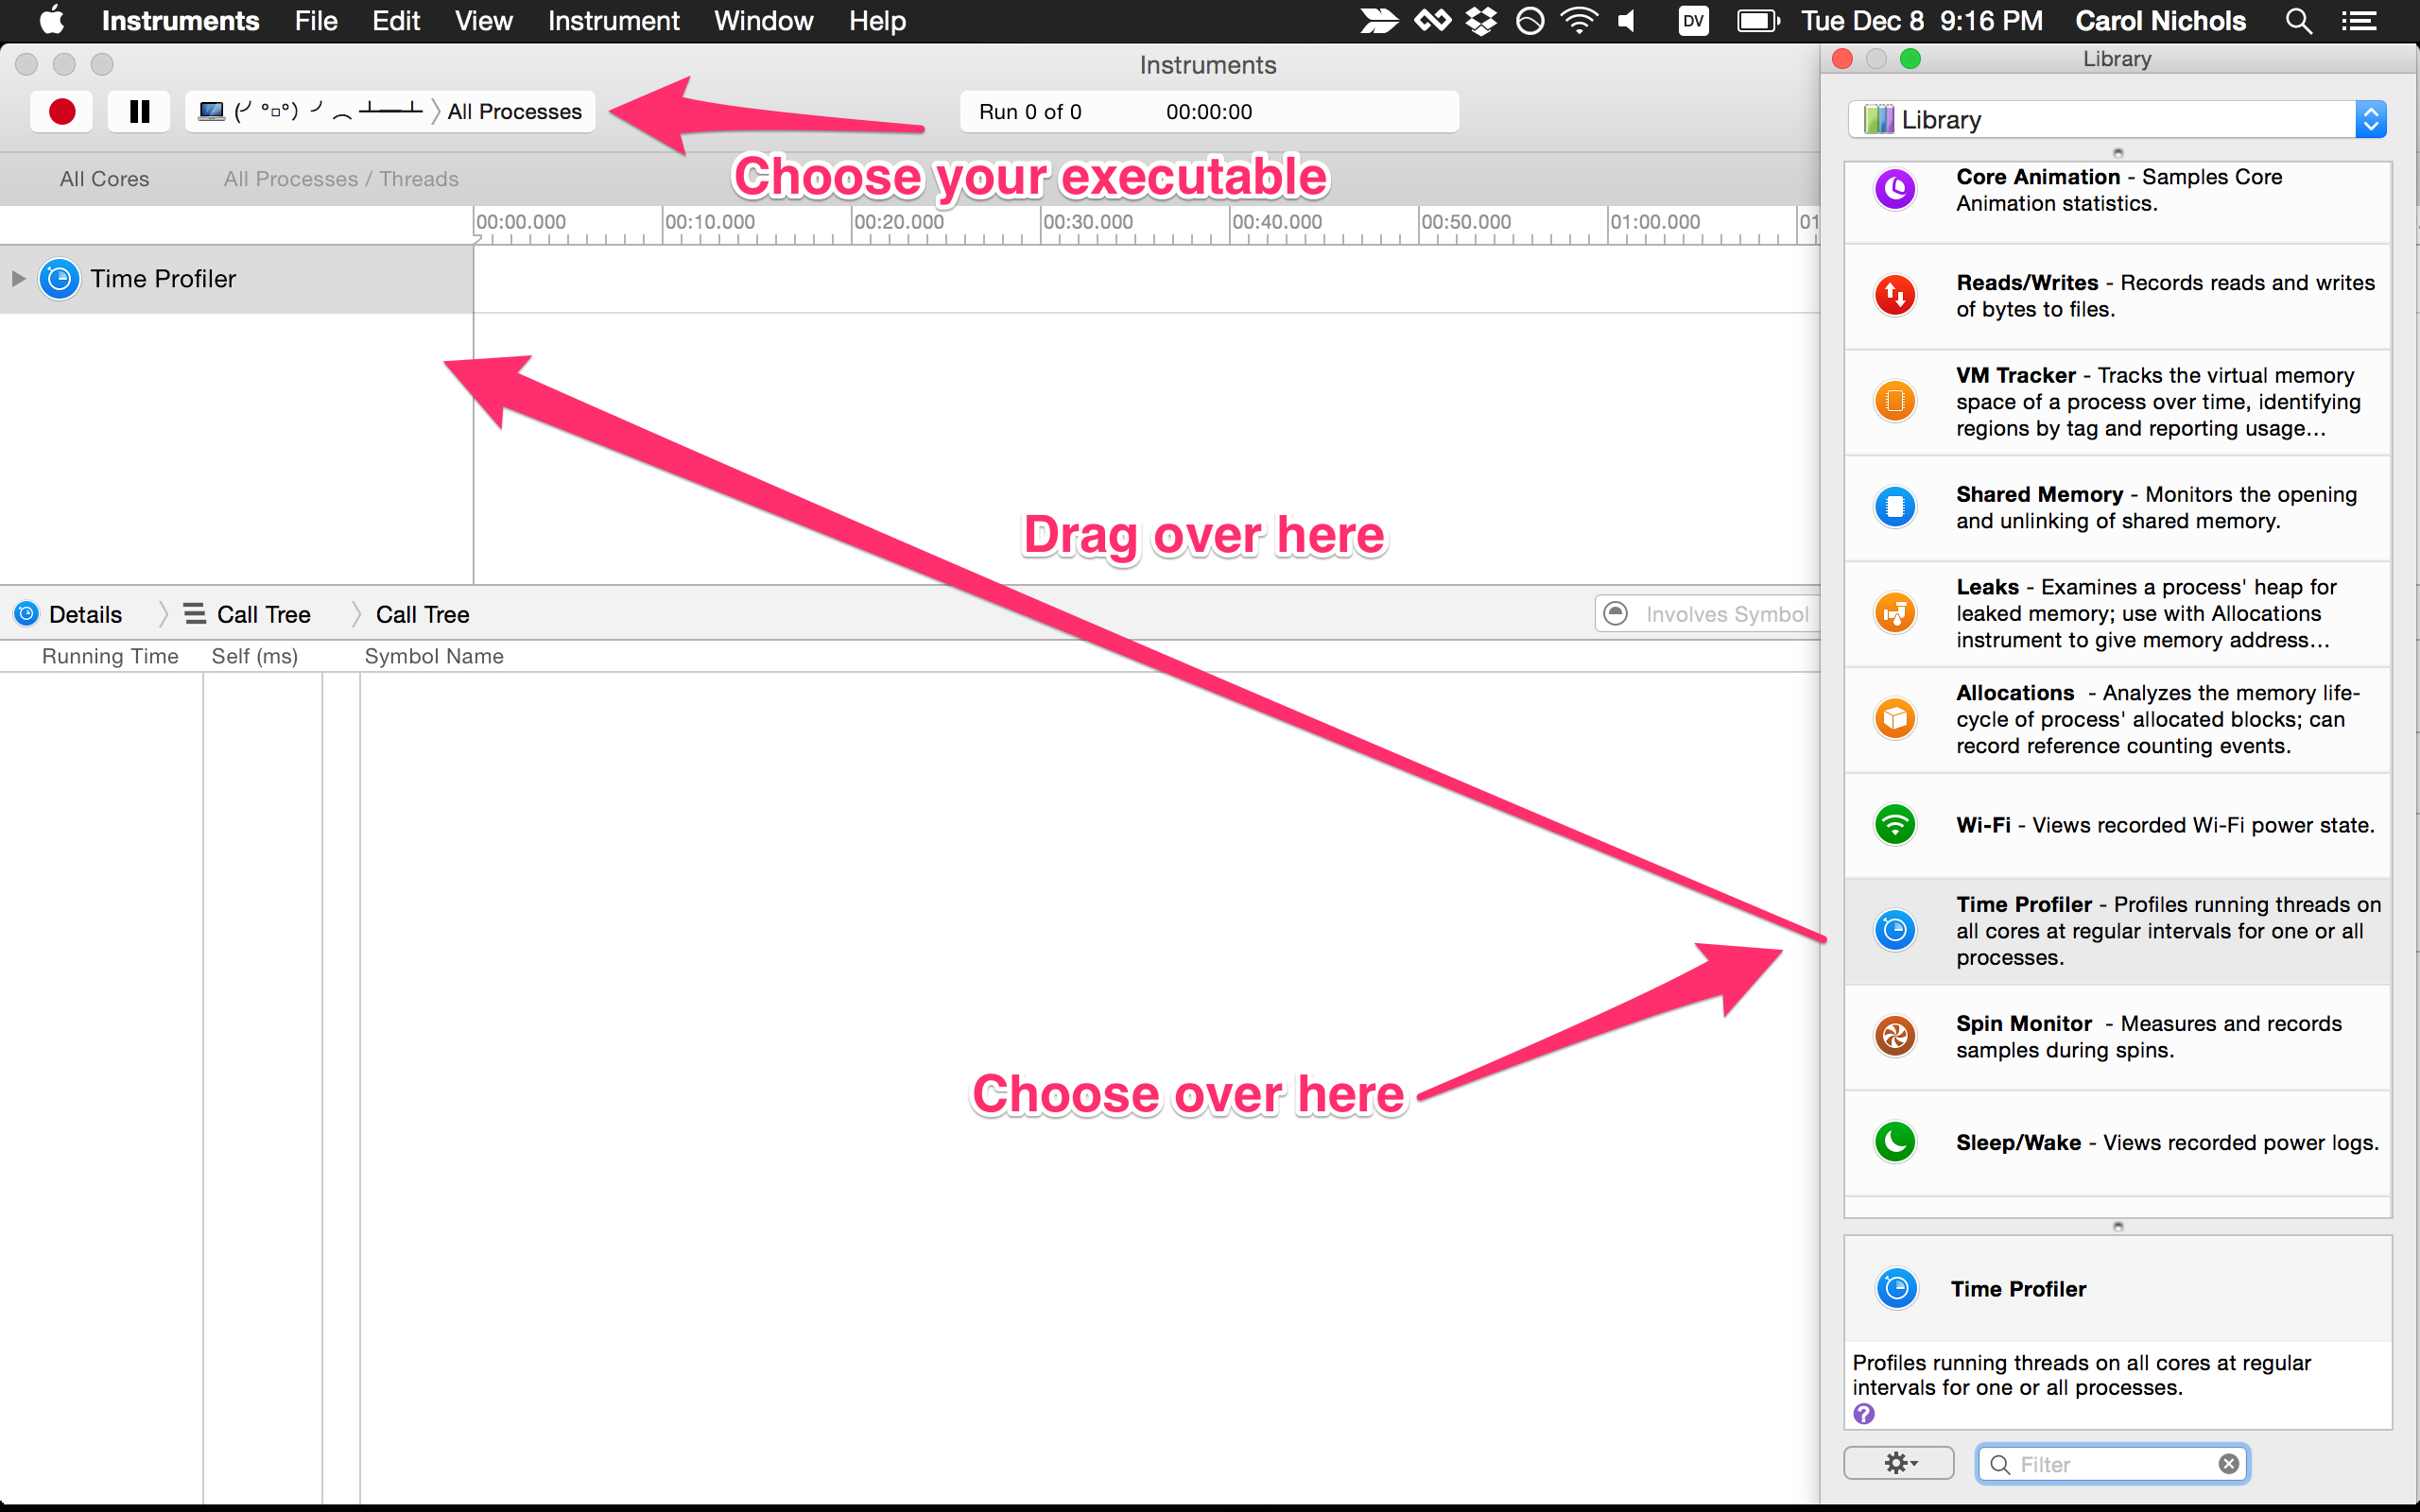 Instruments File Edit View Instrument Window Help DV Tue Dec 8 9:16 PM Carol Nichols
Instruments
(╯°□°)╯︵ ┻━┻ 〉All Processes
Run 0 of 0 00:00:00
Choose your executable
All Cores All Processes / Threads
00:00.000 00:10.000 00:20.000 00:30.000 00:40.000 00:50.000 01:00.000 01
Time Profiler
Drag over here
Details 〉 Call Tree 〉 Call Tree
Involves Symbol
Running Time Self (ms) Symbol Name
Choose over here
Library
Library
Core Animation - Samples Core
Animation statistics.
Reads/Writes - Records reads and writes
of bytes to files.
VM Tracker - Tracks the virtual memory
space of a process over time, identifying
regions by tag and reporting usage...
Shared Memory - Monitors the opening
and unlinking of shared memory.
Leaks - Examines a process' heap for
leaked memory; use with Allocations
instrument to give memory address...
Allocations - Analyzes the memory life-
cycle of process' allocated blocks; can
record reference counting events.
Wi-Fi - Views recorded Wi-Fi power state.
Time Profiler - Profiles running threads on
all cores at regular intervals for one or all
processes.
Spin Monitor - Measures and records
samples during spins.
Sleep/Wake - Views recorded power logs.
Time Profiler
Profiles running threads on all cores at regular
intervals for one or all processes.
?
Filter